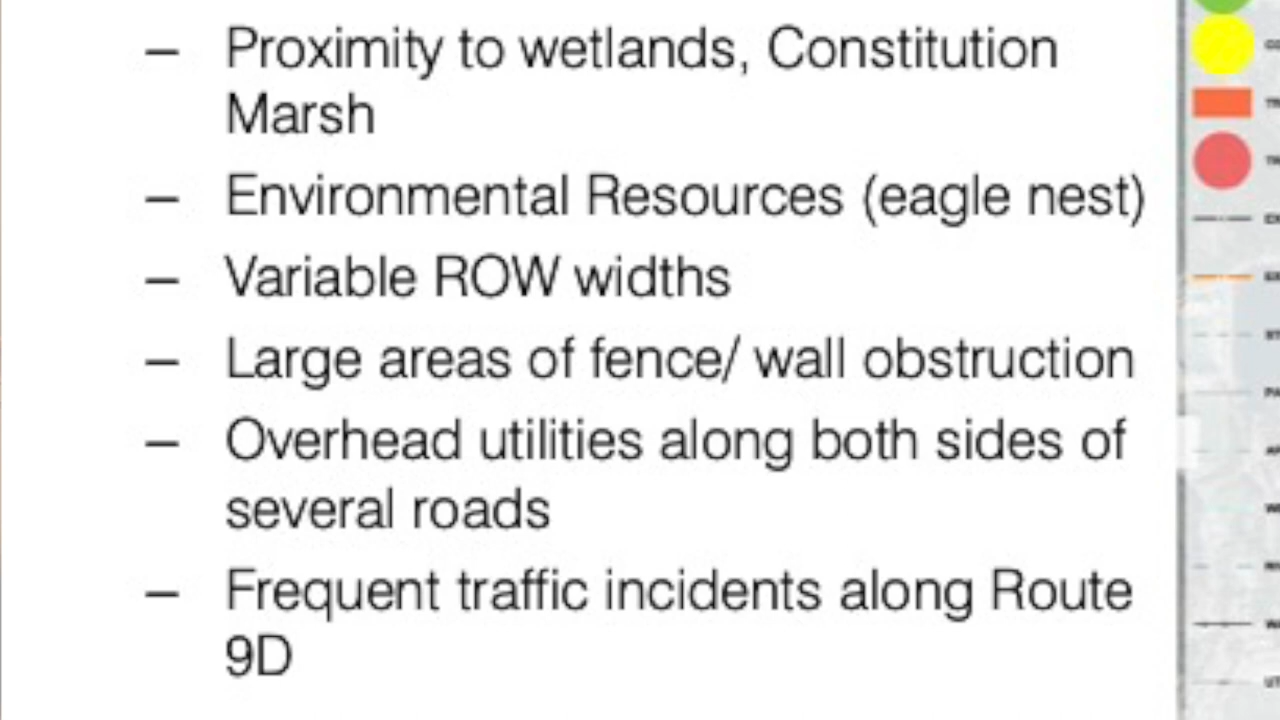 – Proximity to wetlands, Constitution
Marsh
– Environmental Resources (eagle nest)
– Variable ROW widths
– Large areas of fence/ wall obstruction
– Overhead utilities along both sides of
several roads
– Frequent traffic incidents along Route
9D